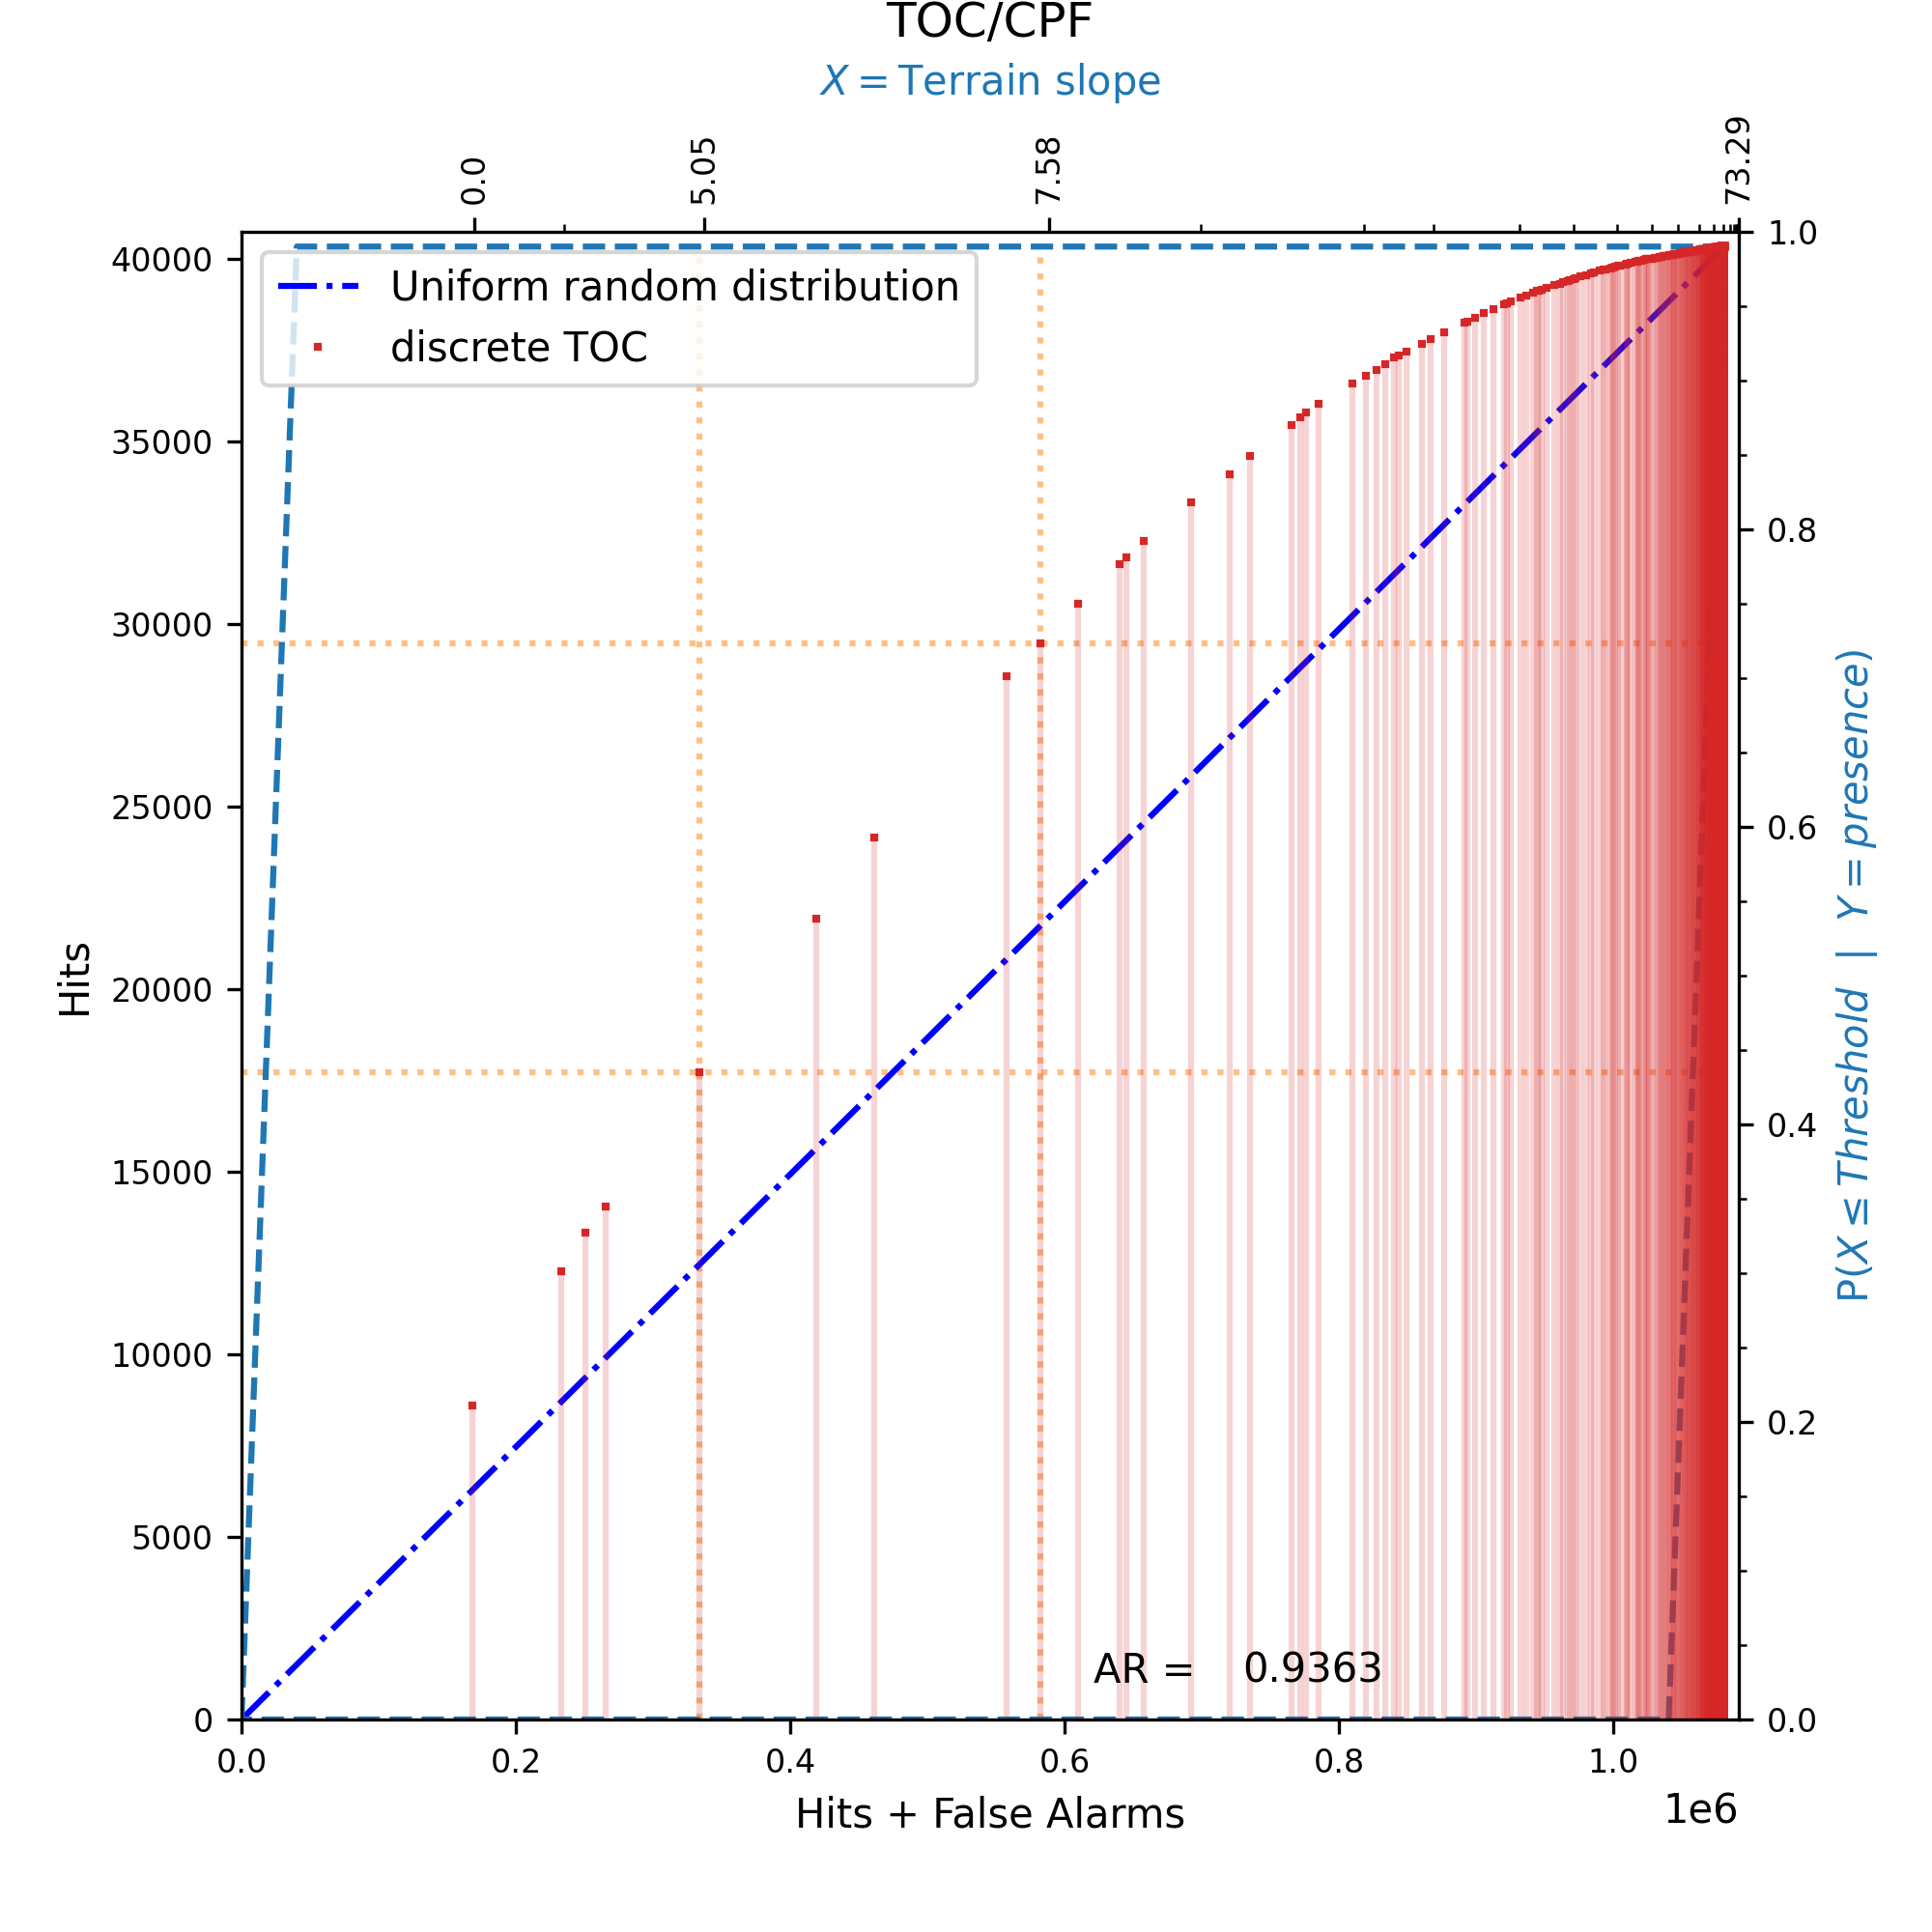 TOC/CPF
X = Terrain slope
0.0 5.05 7.58 73.29
Uniform random distribution
discrete TOC
40000
35000
30000
25000
20000
15000
10000
5000
0
Hits
1.0
0.8
0.6
0.4
0.2
0.0
P(X ≤ Threshold | Y = presence)
AR = 0.9363
0.0 0.2 0.4 0.6 0.8 1.0
Hits + False Alarms
1e6